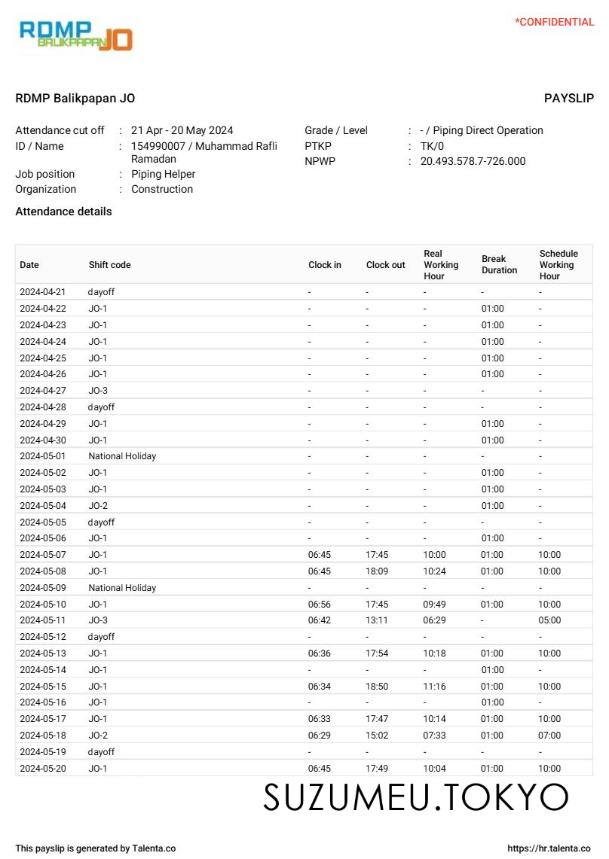 RDMP
BALIKPAPAN JO
*CONFIDENTIAL
RDMP Balikpapan JO PAYSLIP
Attendance cut off : 21 Apr - 20 May 2024 Grade / Level : - / Piping Direct Operation
ID / Name : 154990007 / Muhammad Rafli Ramadan PTKP : TK/0
NPWP : 20.493.578.7-726.000
Job position : Piping Helper
Organization : Construction
Attendance details
Date Shift code Clock in Clock out Real Working Hour Break Duration Schedule Working Hour
2024-04-21 dayoff - - - - -
2024-04-22 JO-1 - - - 01:00 -
2024-04-23 JO-1 - - - 01:00 -
2024-04-24 JO-1 - - - 01:00 -
2024-04-25 JO-1 - - - 01:00 -
2024-04-26 JO-1 - - - 01:00 -
2024-04-27 JO-3 - - - - -
2024-04-28 dayoff - - - - -
2024-04-29 JO-1 - - - 01:00 -
2024-04-30 JO-1 - - - 01:00 -
2024-05-01 National Holiday - - - - -
2024-05-02 JO-1 - - - 01:00 -
2024-05-03 JO-1 - - - 01:00 -
2024-05-04 JO-2 - - - 01:00 -
2024-05-05 dayoff - - - - -
2024-05-06 JO-1 - - - 01:00 -
2024-05-07 JO-1 06:45 17:45 10:00 01:00 10:00
2024-05-08 JO-1 06:45 18:09 10:24 01:00 10:00
2024-05-09 National Holiday - - - - -
2024-05-10 JO-1 06:56 17:45 09:49 01:00 10:00
2024-05-11 JO-3 06:42 13:11 06:29 - 05:00
2024-05-12 dayoff - - - - -
2024-05-13 JO-1 06:36 17:54 10:18 01:00 10:00
2024-05-14 JO-1 - - - 01:00 -
2024-05-15 JO-1 06:34 18:50 11:16 01:00 10:00
2024-05-16 JO-1 - - - 01:00 -
2024-05-17 JO-1 06:33 17:47 10:14 01:00 10:00
2024-05-18 JO-2 06:29 15:02 07:33 01:00 07:00
2024-05-19 dayoff - - - - -
2024-05-20 JO-1 06:45 17:49 10:04 01:00 10:00
SUZUMEU.TOKYO
This payslip is generated by Talenta.co https://hr.talenta.co